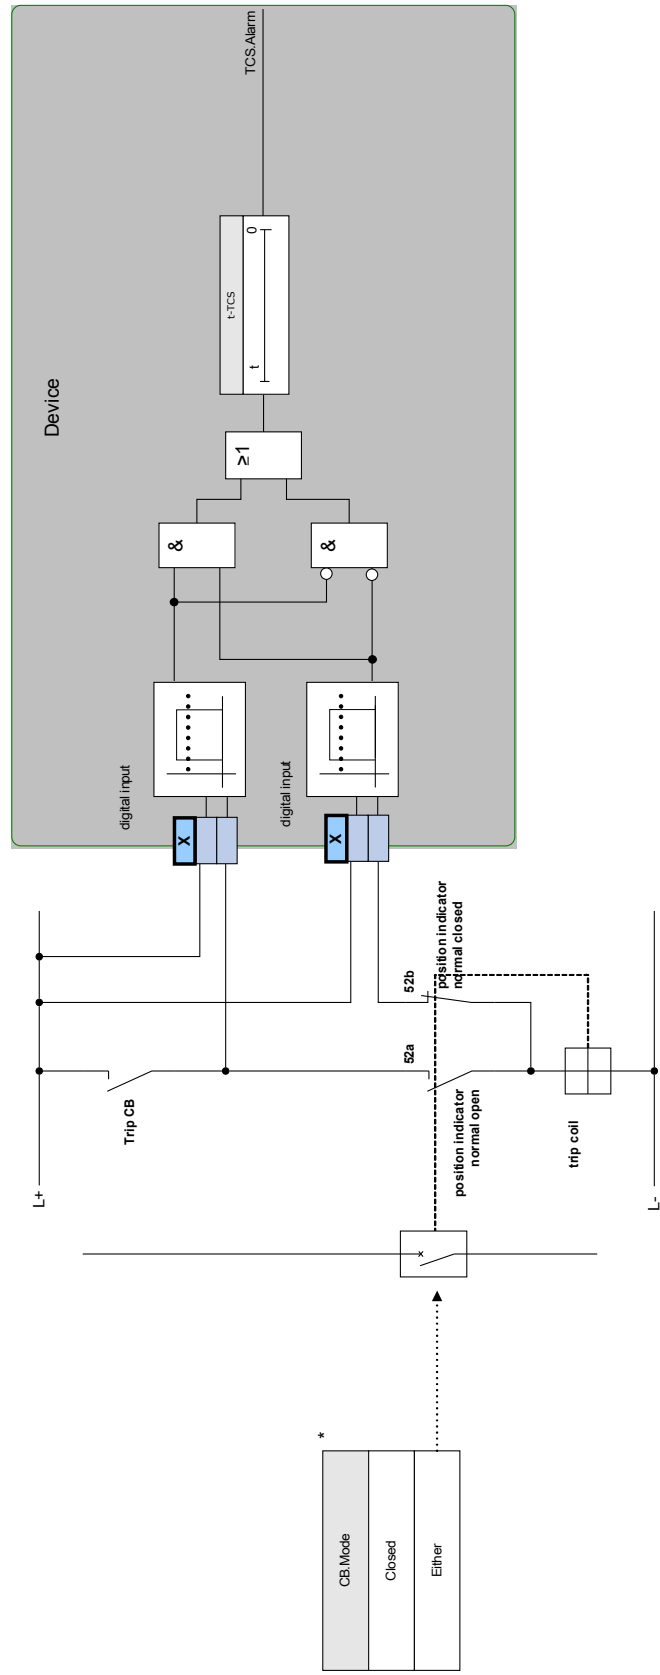 TCS.Alarm
Device
t-TCS
0
t
≥1
&
&
digital input
digital input
X
X
L+
Trip CB
52b
position indicator
normal closed
52a
position indicator
normal open
trip coil
L-
*
CB.Mode
Closed
Either